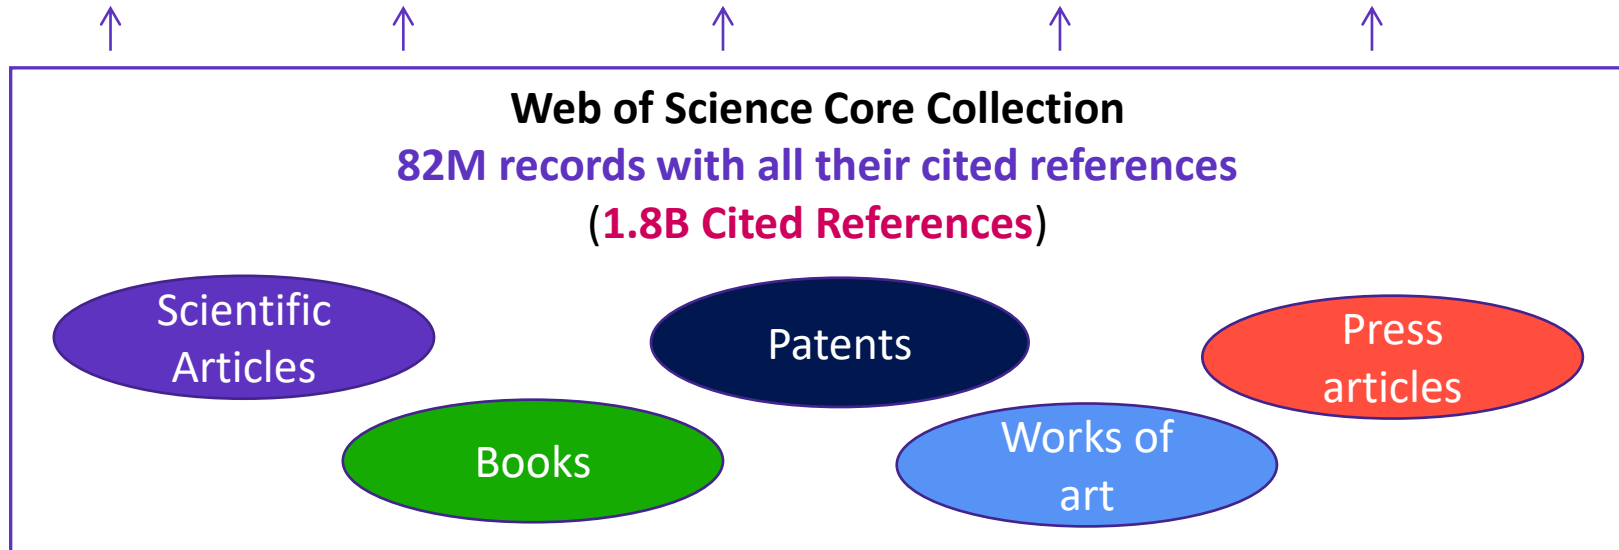 Web of Science Core Collection
82M records with all their cited references
(1.8B Cited References)
Scientific
Articles
Patents
Press
articles
Books
Works of
art